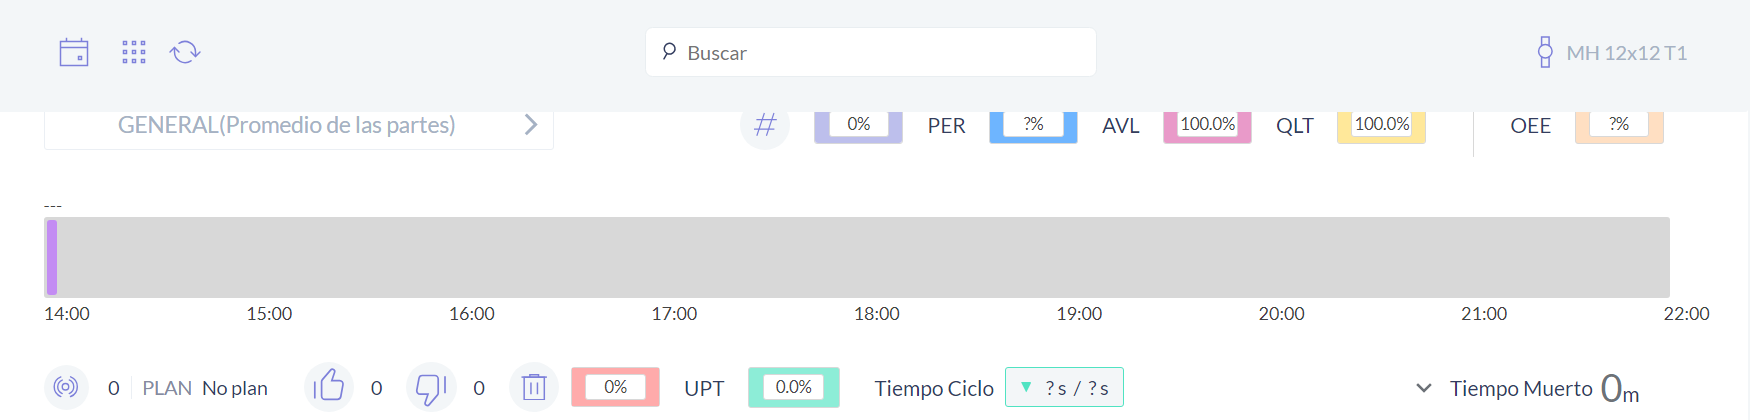 Buscar MH 12x12 T1
GENERAL(Promedio de las partes) # 0% PER ?% AVL 100.0% QLT 100.0% OEE ?%
---
14:00 15:00 16:00 17:00 18:00 19:00 20:00 21:00 22:00
0 PLAN No plan 0 0 0% UPT 0.0% Tiempo Ciclo ? s / ? s Tiempo Muerto 0m